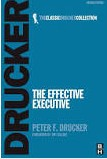 THE CLASSIC DRUCKER COLLECTION
DRUCKER
THE EFFECTIVE
EXECUTIVE
PETER F. DRUCKER